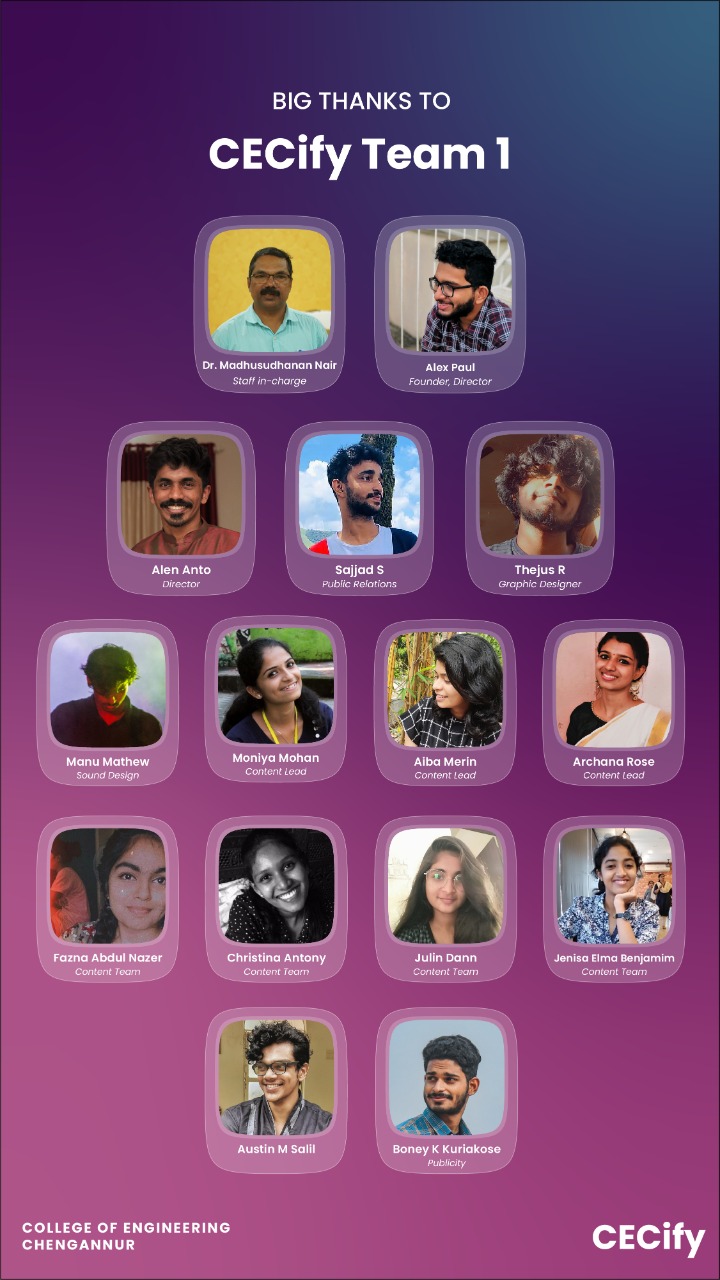 BIG THANKS TO
CECify Team 1
Dr. Madhusudhanan Nair
Staff in-charge
Alex Paul
Founder, Director
Alen Anto
Director
Sajjad S
Public Relations
Thejus R
Graphic Designer
Manu Mathew
Sound Design
Moniya Mohan
Content Lead
Aiba Merin
Content Lead
Archana Rose
Content Lead
Fazna Abdul Nazer
Content Team
Christina Antony
Content Team
Julin Dann
Content Team
Jenisa Elma Benjamim
Content Team
Austin M Salil
Boney K Kuriakose
Publicity
COLLEGE OF ENGINEERING
CHENGANNUR
CECify